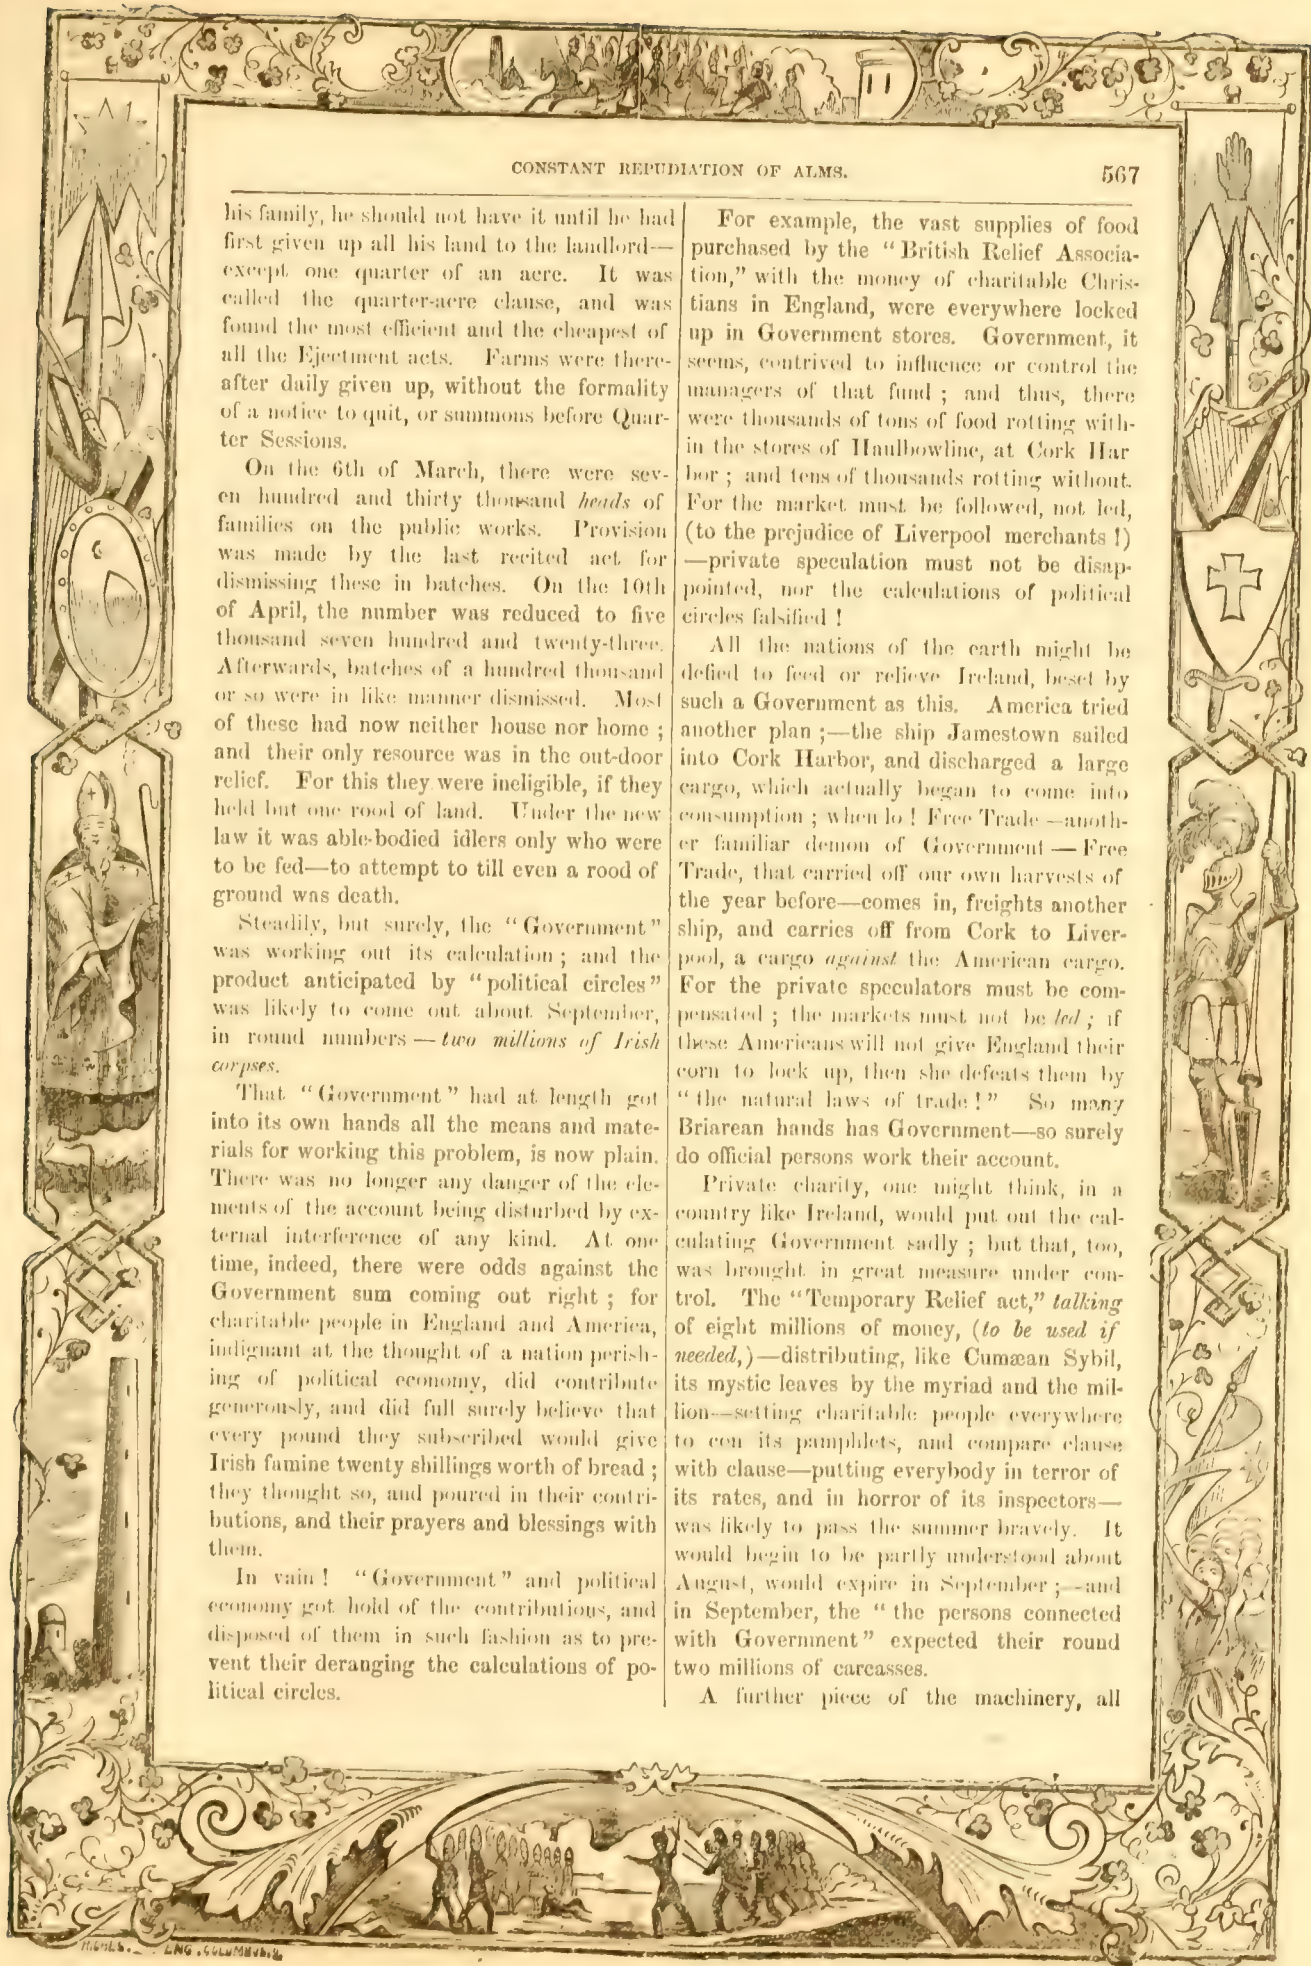 CONSTANT REPUDIATION OF ALMS. 567
his family, he should not have it until he had
first given up all his land to the landlord—
except one quarter of an acre. It was
called the quarter-acre clause, and was
found the most efficient and the cheapest of
all the Ejectment acts. Farms were there-
after daily given up, without the formality
of a notice to quit, or summons before Quar-
ter Sessions.
On the 6th of March, there were sev-
en hundred and thirty thousand heads of
families on the public works. Provision
was made by the last recited act for
dismissing these in batches. On the 10th
of April, the number was reduced to five
thousand seven hundred and twenty-three.
Afterwards, batches of a hundred thousand
or so were in like manner dismissed. Most
of these had now neither house nor home ;
and their only resource was in the out-door
relief. For this they were ineligible, if they
held but one rood of land. Under the new
law it was able-bodied idlers only who were
to be fed—to attempt to till even a rood of
ground was death.
Steadily, but surely, the "Government"
was working out its calculation ; and the
product anticipated by "political circles"
was likely to come out about September,
in round numbers — two millions of Irish
corpses.
That "Government" had at length got
into its own hands all the means and mate-
rials for working this problem, is now plain.
There was no longer any danger of the ele-
ments of the account being disturbed by ex-
ternal interference of any kind. At one
time, indeed, there were odds against the
Government sum coming out right ; for
charitable people in England and America,
indignant at the thought of a nation perish-
ing of political economy, did contribute
generously, and did full surely believe that
every pound they subscribed would give
Irish famine twenty shillings worth of bread ;
they thought so, and poured in their contri-
butions, and their prayers and blessings with
them.
In vain ! "Government" and political
economy got hold of the contributions, and
disposed of them in such fashion as to pre-
vent their deranging the calculations of po-
litical circles.
For example, the vast supplies of food
purchased by the "British Relief Associa-
tion," with the money of charitable Chris-
tians in England, were everywhere locked
up in Government stores. Government, it
seems, contrived to influence or control the
managers of that fund ; and thus, there
were thousands of tons of food rotting with-
in the stores of Haulbowline, at Cork Har
bor ; and tens of thousands rotting without.
For the market must be followed, not led,
(to the prejudice of Liverpool merchants !)
—private speculation must not be disap-
pointed, nor the calculations of political
circles falsified !
All the nations of the earth might be
defied to feed or relieve Ireland, beset by
such a Government as this. America tried
another plan ;—the ship Jamestown sailed
into Cork Harbor, and discharged a large
cargo, which actually began to come into
consumption ; when lo ! Free Trade —anoth-
er familiar demon of Government — Free
Trade, that carried off our own harvests of
the year before—comes in, freights another
ship, and carries off from Cork to Liver-
pool, a cargo against the American cargo.
For the private speculators must be com-
pensated ; the markets must not be led ; if
these Americans will not give England their
corn to lock up, then she defeats them by
"the natural laws of trade !" So many
Briarean hands has Government—so surely
do official persons work their account.
Private charity, one might think, in a
country like Ireland, would put out the cal-
culating Government sadly ; but that, too,
was brought in great measure under con-
trol. The "Temporary Relief act," talking
of eight millions of money, (to be used if
needed,)—distributing, like Cumæan Sybil,
its mystic leaves by the myriad and the mil-
lion—setting charitable people everywhere
to con its pamphlets, and compare clause
with clause—putting everybody in terror of
its rates, and in horror of its inspectors—
was likely to pass the summer bravely. It
would begin to be partly understood about
August, would expire in September ; —and
in September, the " the persons connected
with Government" expected their round
two millions of carcasses.
A further piece of the machinery, all
ENG. COLUMBUS.